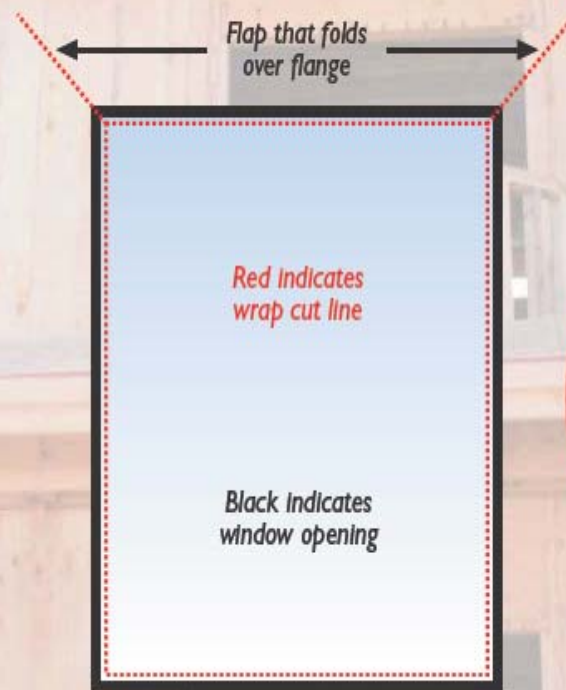 Flap that folds
over flange
Red indicates
wrap cut line
Black indicates
window opening